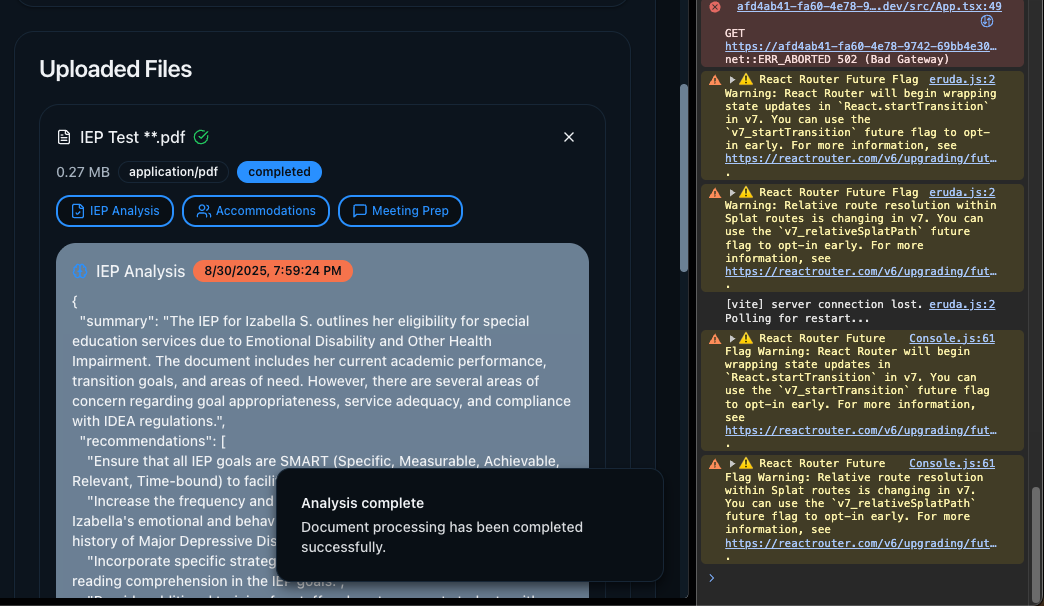 Uploaded Files
IEP Test **.pdf
0.27 MB application/pdf completed
IEP Analysis Accommodations Meeting Prep
IEP Analysis 8/30/2025, 7:59:24 PM
{
"summary": "The IEP for Izabella S. outlines her eligibility for special
education services due to Emotional Disability and Other Health
Impairment. The document includes her current academic performance,
transition goals, and areas of need. However, there are several areas of
concern regarding goal appropriateness, service adequacy, and compliance
with IDEA regulations.",
"recommendations": [
"Ensure that all IEP goals are SMART (Specific, Measurable, Achievable,
Relevant, Time-bound) to facili
"Increase the frequency and
Izabella's emotional and behav
history of Major Depressive Dis
"Incorporate specific strateg
reading comprehension in the IEP goals.",
Analysis complete
Document processing has been completed
successfully.
afd4ab41-fa60-4e78-9….dev/src/App.tsx:49
GET
https://afd4ab41-fa60-4e78-9742-69bb4e30…
net::ERR_ABORTED 502 (Bad Gateway)
React Router Future Flag eruda.js:2
Warning: React Router will begin wrapping
state updates in `React.startTransition`
in v7. You can use the
`v7_startTransition` future flag to opt-
in early. For more information, see
https://reactrouter.com/v6/upgrading/fut…
.
React Router Future Flag eruda.js:2
Warning: Relative route resolution within
Splat routes is changing in v7. You can
use the `v7_relativeSplatPath` future
flag to opt-in early. For more
information, see
https://reactrouter.com/v6/upgrading/fut…
.
[vite] server connection lost. eruda.js:2
Polling for restart...
React Router Future Console.js:61
Flag Warning: React Router will begin
wrapping state updates in
`React.startTransition` in v7. You can
use the `v7_startTransition` future flag
to opt-in early. For more information,
see
https://reactrouter.com/v6/upgrading/fut…
.
React Router Future Console.js:61
Flag Warning: Relative route resolution
within Splat routes is changing in v7.
You can use the `v7_relativeSplatPath`
future flag to opt-in early. For more
information, see
https://reactrouter.com/v6/upgrading/fut…
.